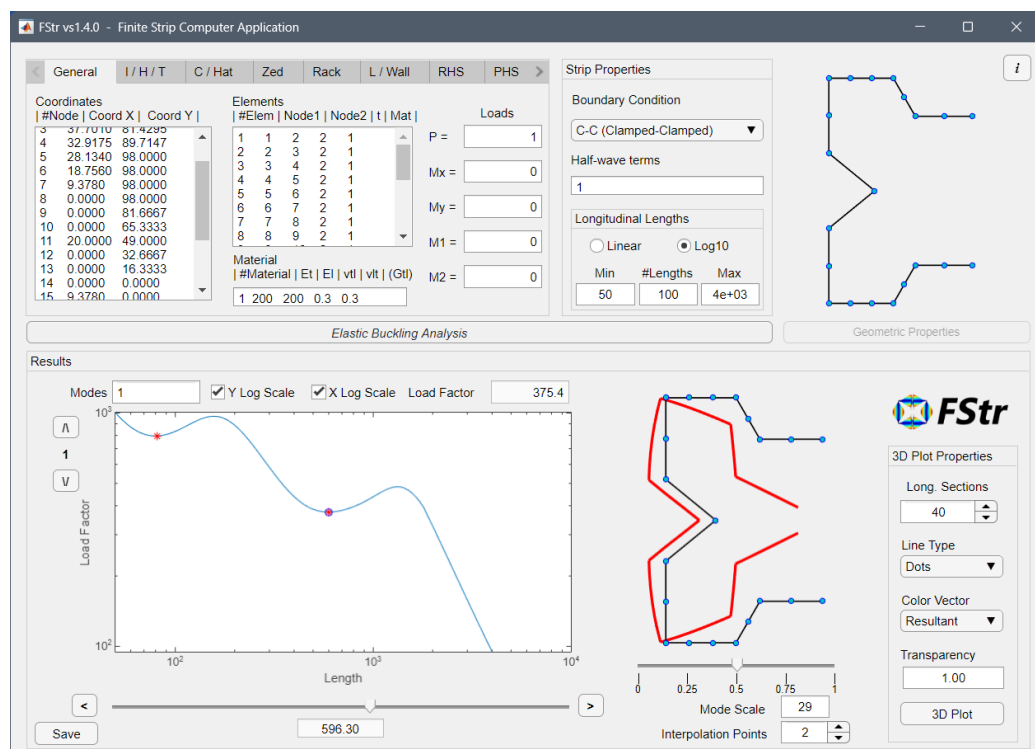 FStr vs1.4.0 - Finite Strip Computer Application
General I / H / T C / Hat Zed Rack L / Wall RHS PHS
Coordinates
| #Node | Coord X | Coord Y |
3 37.7010 81.4295
4 32.9175 89.7147
5 28.1340 98.0000
6 18.7560 98.0000
7 9.3780 98.0000
8 0.0000 98.0000
9 0.0000 81.6667
10 0.0000 65.3333
11 20.0000 49.0000
12 0.0000 32.6667
13 0.0000 16.3333
14 0.0000 0.0000
15 9.3780 0.0000
Elements
| #Elem | Node1 | Node2 | t | Mat |
1 1 2 2 1
2 2 3 2 1
3 3 4 2 1
4 4 5 2 1
5 5 6 2 1
6 6 7 2 1
7 7 8 2 1
8 8 9 2 1
Material
| #Material | Et | El | vtl | vlt | (Gtl)
1 200 200 0.3 0.3
Loads
P = 1
Mx = 0
My = 0
M1 = 0
M2 = 0
Strip Properties
Boundary Condition
C-C (Clamped-Clamped)
Half-wave terms
1
Longitudinal Lengths
Linear Log10
Min #Lengths Max
50 100 4e+03
i
Elastic Buckling Analysis
Geometric Properties
Results
Modes 1 Y Log Scale X Log Scale Load Factor 375.4
/\
1
\/
Load Factor
10³
10²
10² 10³ 10⁴
Length
< >
596.30
Save
0 0.25 0.5 0.75 1
Mode Scale 29
Interpolation Points 2
FStr
3D Plot Properties
Long. Sections
40
Line Type
Dots
Color Vector
Resultant
Transparency
1.00
3D Plot